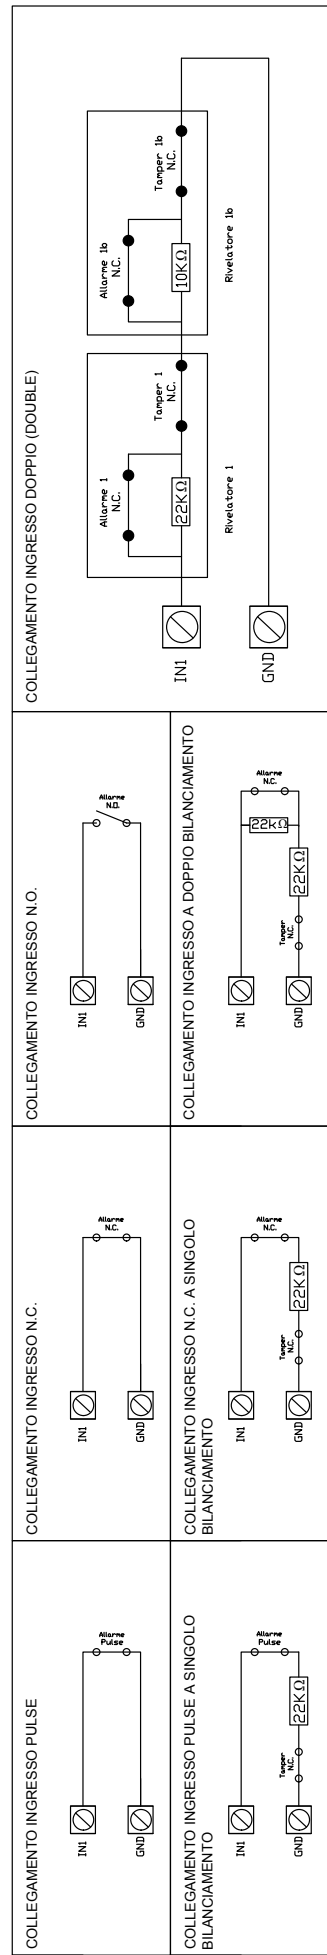 COLLEGAMENTO INGRESSO PULSE
IN1
GND
Allarme
Pulse
COLLEGAMENTO INGRESSO N.C.
IN1
GND
Allarme
N.C.
COLLEGAMENTO INGRESSO N.O.
IN1
GND
Allarme
N.O.
COLLEGAMENTO INGRESSO DOPPIO (DOUBLE)
IN1
GND
Allarme 1
N.C.
22KΩ
Tamper 1
N.C.
Rivelatore 1
Allarme 1b
N.C.
10KΩ
Tamper 1b
N.C.
Rivelatore 1b
COLLEGAMENTO INGRESSO PULSE A SINGOLO
BILANCIAMENTO
IN1
GND
Tamper
N.C.
22KΩ
Allarme
Pulse
COLLEGAMENTO INGRESSO N.C. A SINGOLO
BILANCIAMENTO
IN1
GND
Tamper
N.C.
22KΩ
Allarme
N.C.
COLLEGAMENTO INGRESSO A DOPPIO BILANCIAMENTO
IN1
GND
Tamper
N.C.
22KΩ
22kΩ
Allarme
N.C.